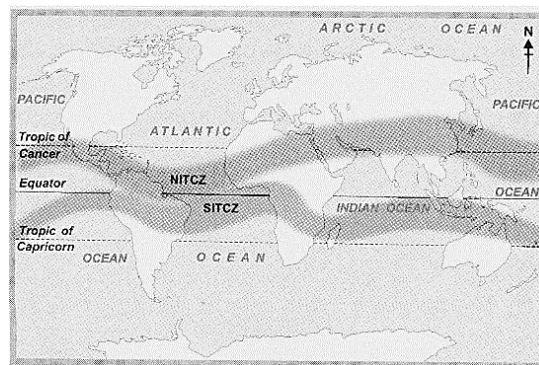 ARCTIC OCEAN
N
PACIFIC
PACIFIC
ATLANTIC
Tropic of
Cancer
NITCZ
Equator
SITCZ
OCEAN
INDIAN OCEAN
Tropic of
Capricorn
OCEAN
OCEAN